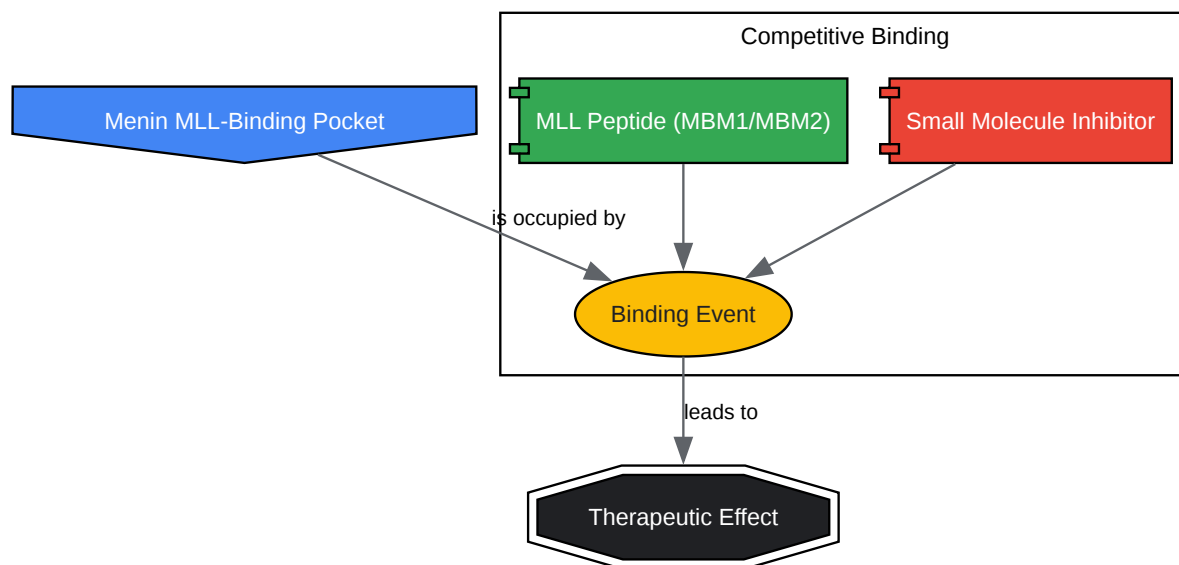 Competitive Binding
Menin MLL-Binding Pocket
MLL Peptide (MBM1/MBM2)
Small Molecule Inhibitor
is occupied by
Binding Event
leads to
Therapeutic Effect